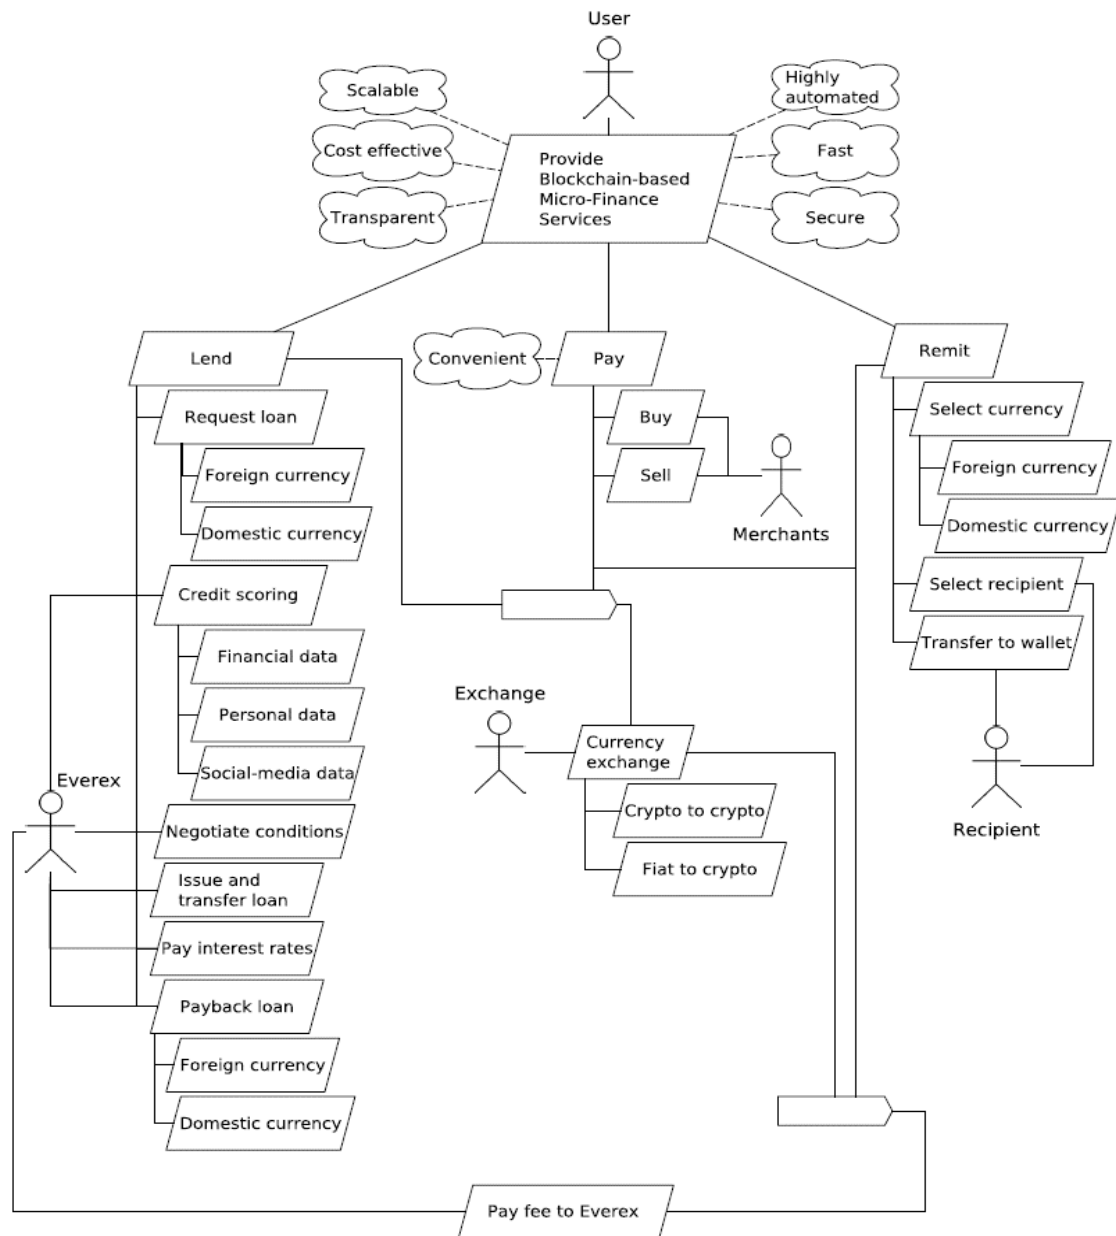 User
Scalable
Highly
automated
Cost effective
Provide
Blockchain-based
Micro-Finance
Services
Fast
Transparent
Secure
Lend
Convenient
Pay
Remit
Request loan
Buy
Select currency
Foreign currency
Sell
Foreign currency
Domestic currency
Merchants
Domestic currency
Credit scoring
Select recipient
Financial data
Transfer to wallet
Personal data
Exchange
Currency
exchange
Social-media data
Everex
Crypto to crypto
Recipient
Negotiate conditions
Fiat to crypto
Issue and
transfer loan
Pay interest rates
Payback loan
Foreign currency
Domestic currency
Pay fee to Everex